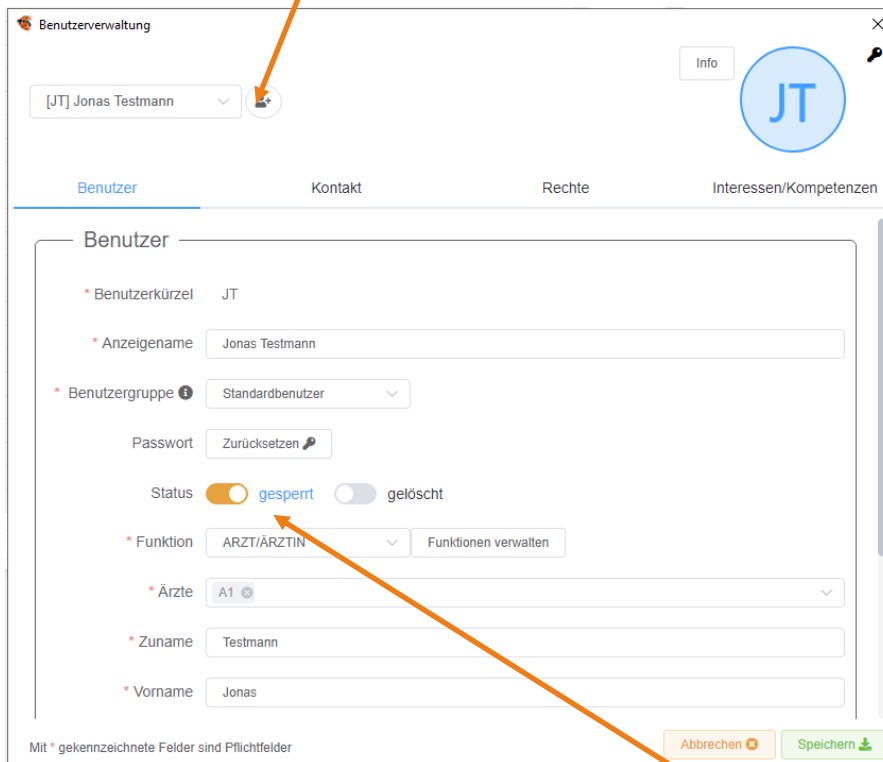 Benutzerverwaltung
Info
[JT] Jonas Testmann
JT
Benutzer Kontakt Rechte Interessen/Kompetenzen
Benutzer
* Benutzerkürzel JT
* Anzeigename Jonas Testmann
* Benutzergruppe Standardbenutzer
Passwort Zurücksetzen
Status gesperrt gelöscht
* Funktion ARZT/ÄRZTIN Funktionen verwalten
* Ärzte A1
* Zuname Testmann
* Vorname Jonas
Mit * gekennzeichnete Felder sind Pflichtfelder
Abbrechen Speichern